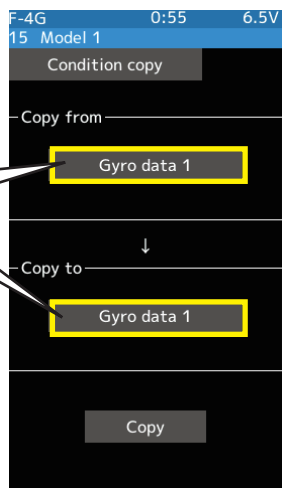 F-4G 0:55 6.5V
15 Model 1
Condition copy
Copy from
Gyro data 1
↓
Copy to
Gyro data 1
Copy